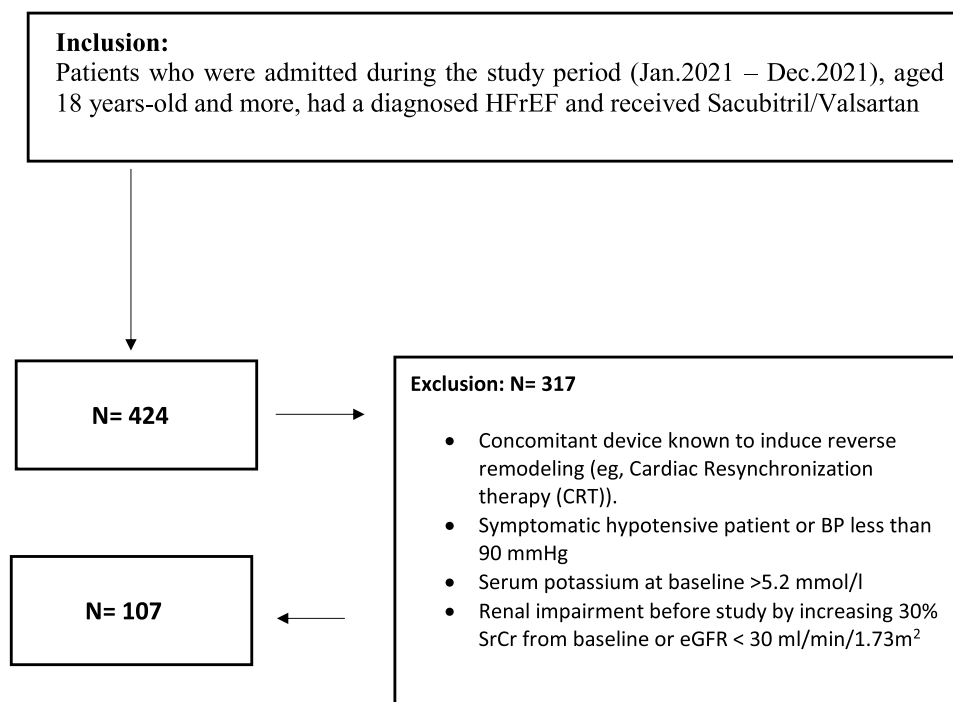 Inclusion:
Patients who were admitted during the study period (Jan.2021 – Dec.2021), aged
18 years-old and more, had a diagnosed HFrEF and received Sacubitril/Valsartan
N= 424
Exclusion: N= 317
• Concomitant device known to induce reverse
remodeling (eg, Cardiac Resynchronization
therapy (CRT)).
• Symptomatic hypotensive patient or BP less than
90 mmHg
• Serum potassium at baseline >5.2 mmol/l
• Renal impairment before study by increasing 30%
SrCr from baseline or eGFR < 30 ml/min/1.73m²
N= 107